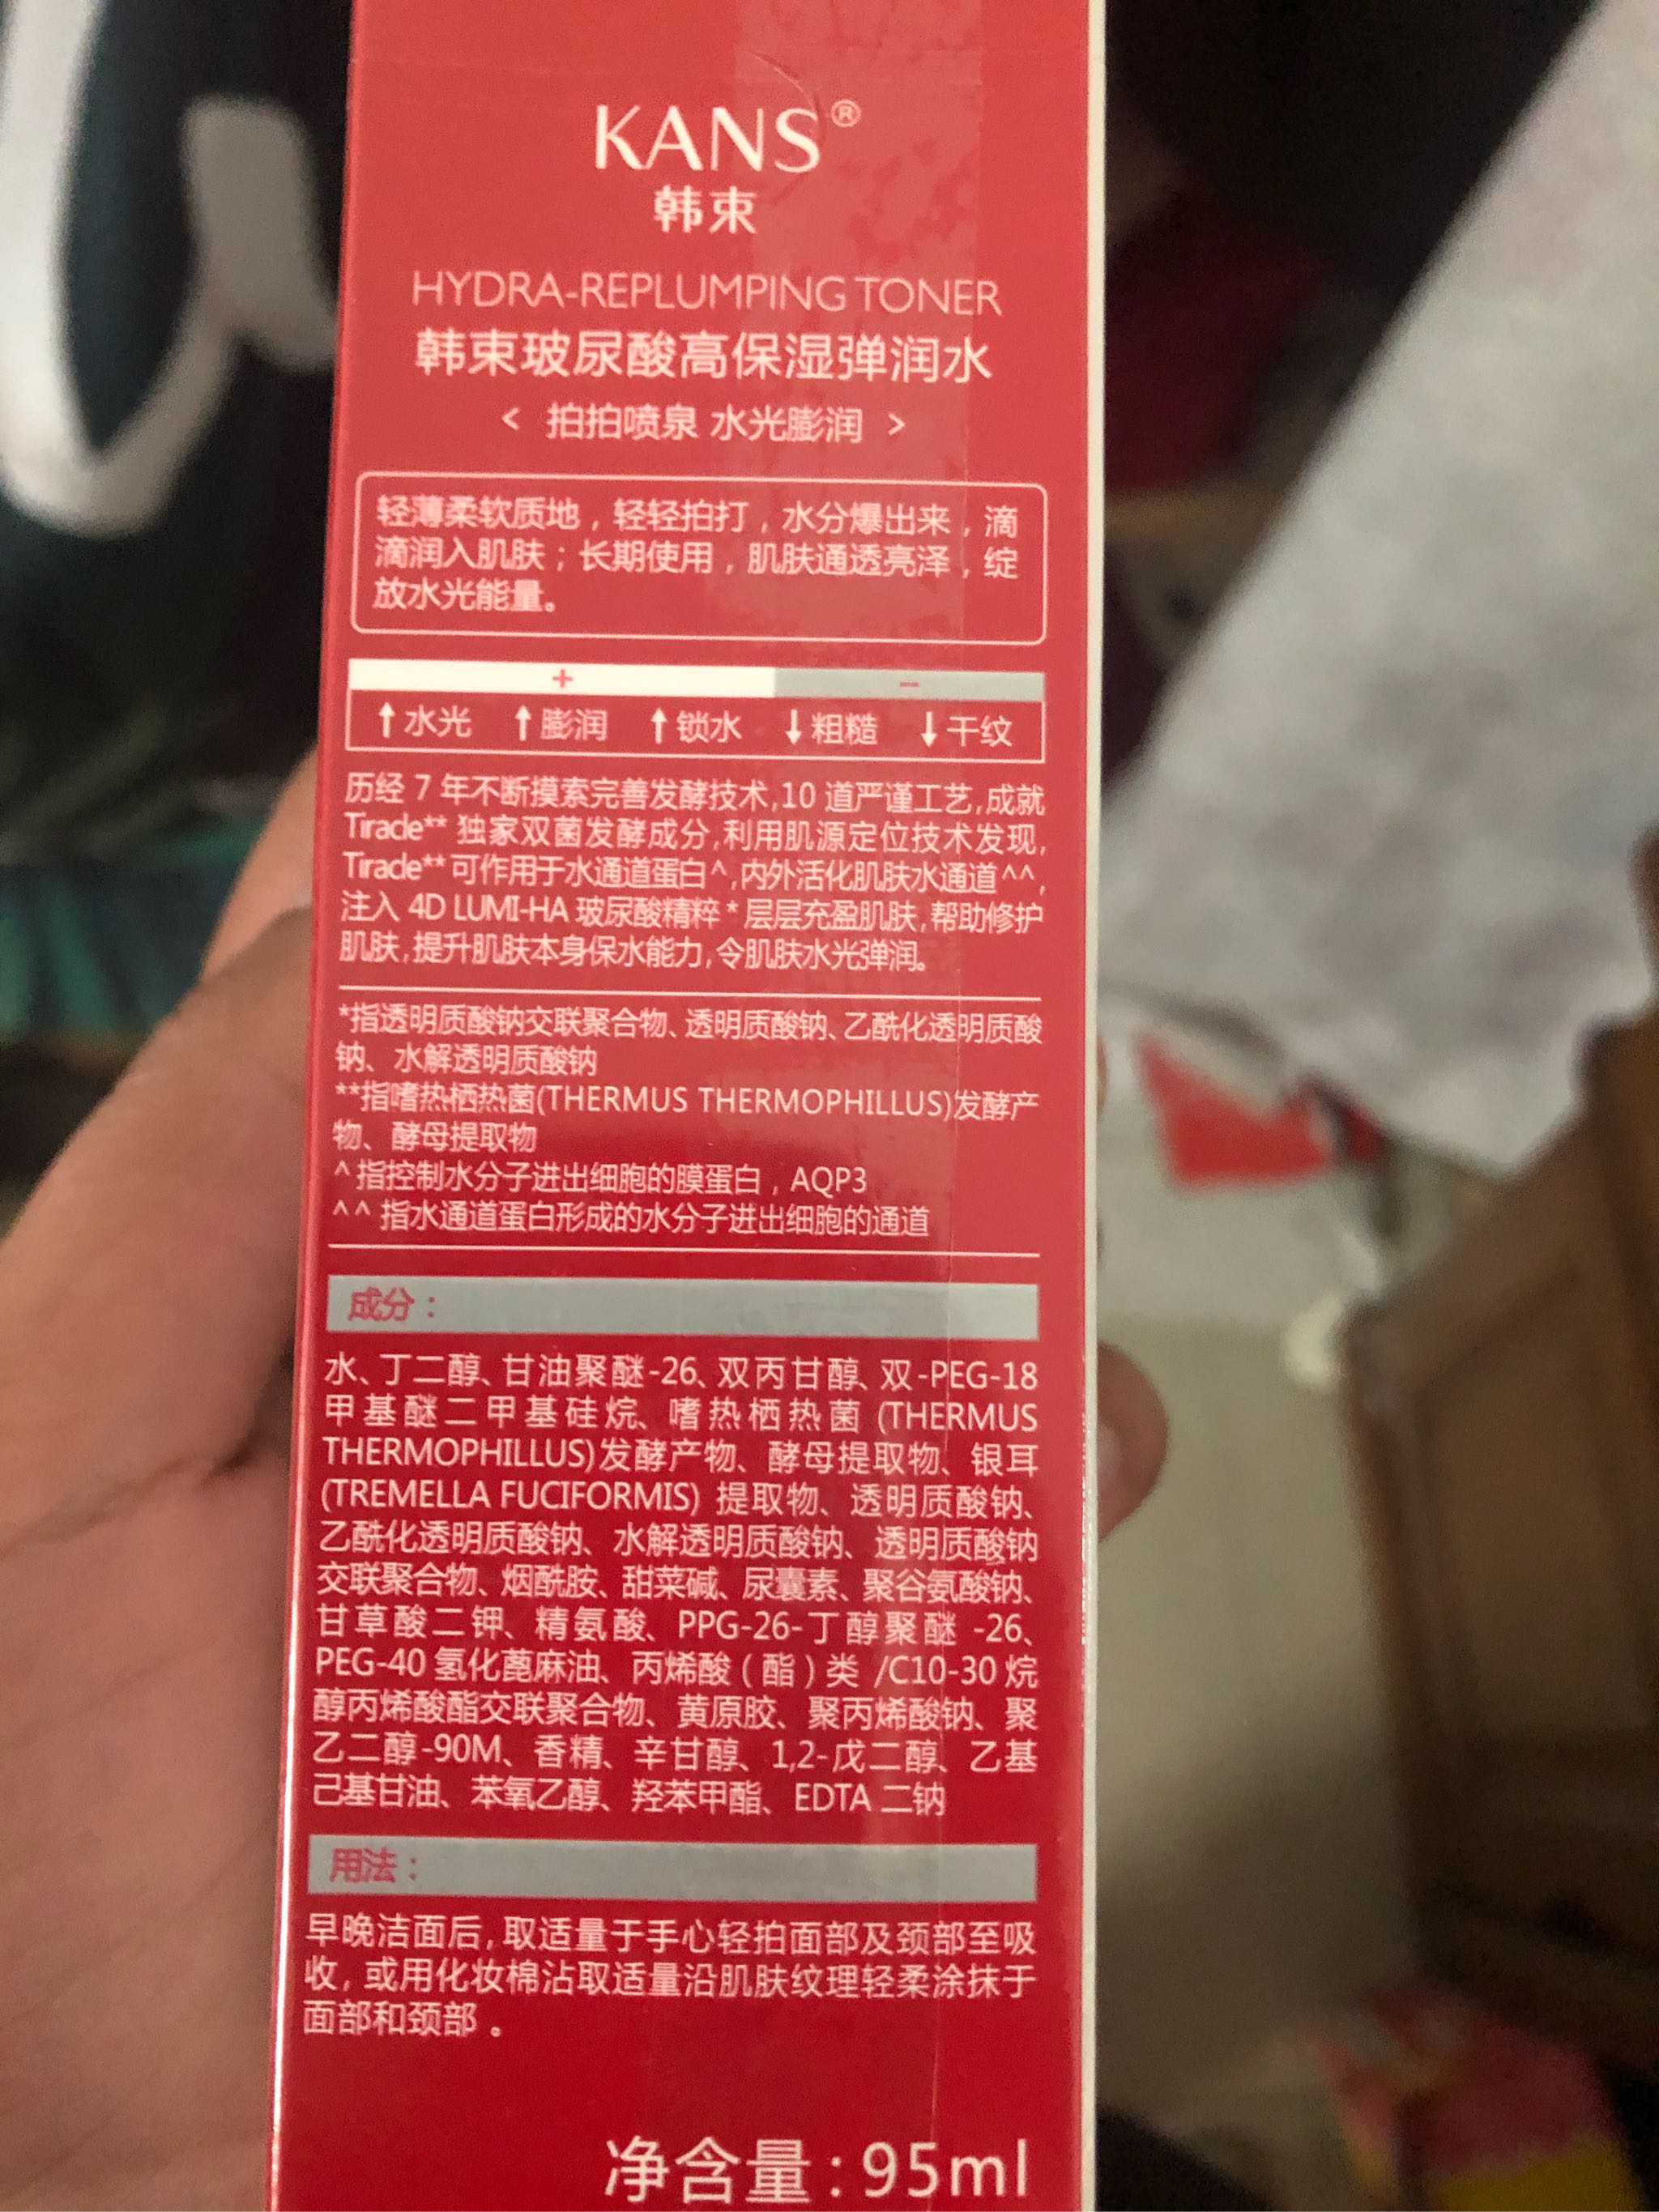 KANS®
韩束
HYDRA-REPLUMPING TONER
韩束玻尿酸高保湿弹润水
< 拍拍喷泉 水光膨润 >
轻薄柔软质地，轻轻拍打，水分爆出来，滴
滴润入肌肤；长期使用，肌肤通透亮泽，绽
放水光能量。
+ −
↑水光 ↑膨润 ↑锁水 ↓粗糙 ↓干纹
历经 7 年不断摸索完善发酵技术,10 道严谨工艺,成就
Tiracle** 独家双菌发酵成分,利用肌源定位技术发现,
Tiracle** 可作用于水通道蛋白^,内外活化肌肤水通道^^,
注入 4D LUMI-HA 玻尿酸精粹 * 层层充盈肌肤,帮助修护
肌肤,提升肌肤本身保水能力,令肌肤水光弹润。
*指透明质酸钠交联聚合物、透明质酸钠、乙酰化透明质酸
钠、水解透明质酸钠
**指嗜热栖热菌(THERMUS THERMOPHILLUS)发酵产
物、酵母提取物
^ 指控制水分子进出细胞的膜蛋白，AQP3
^^ 指水通道蛋白形成的水分子进出细胞的通道
成分：
水、丁二醇、甘油聚醚-26、双丙甘醇、双-PEG-18
甲基醚二甲基硅烷、嗜热栖热菌 (THERMUS
THERMOPHILLUS)发酵产物、酵母提取物、银耳
(TREMELLA FUCIFORMIS) 提取物、透明质酸钠、
乙酰化透明质酸钠、水解透明质酸钠、透明质酸钠
交联聚合物、烟酰胺、甜菜碱、尿囊素、聚谷氨酸钠、
甘草酸二钾、精氨酸、PPG-26-丁醇聚醚 -26、
PEG-40 氢化蓖麻油、丙烯酸（酯）类 /C10-30 烷
醇丙烯酸酯交联聚合物、黄原胶、聚丙烯酸钠、聚
乙二醇-90M、香精、辛甘醇、1,2-戊二醇、乙基
己基甘油、苯氧乙醇、羟苯甲酯、EDTA 二钠
用法：
早晚洁面后,取适量于手心轻拍面部及颈部至吸
收,或用化妆棉沾取适量沿肌肤纹理轻柔涂抹于
面部和颈部 。
净含量:95ml